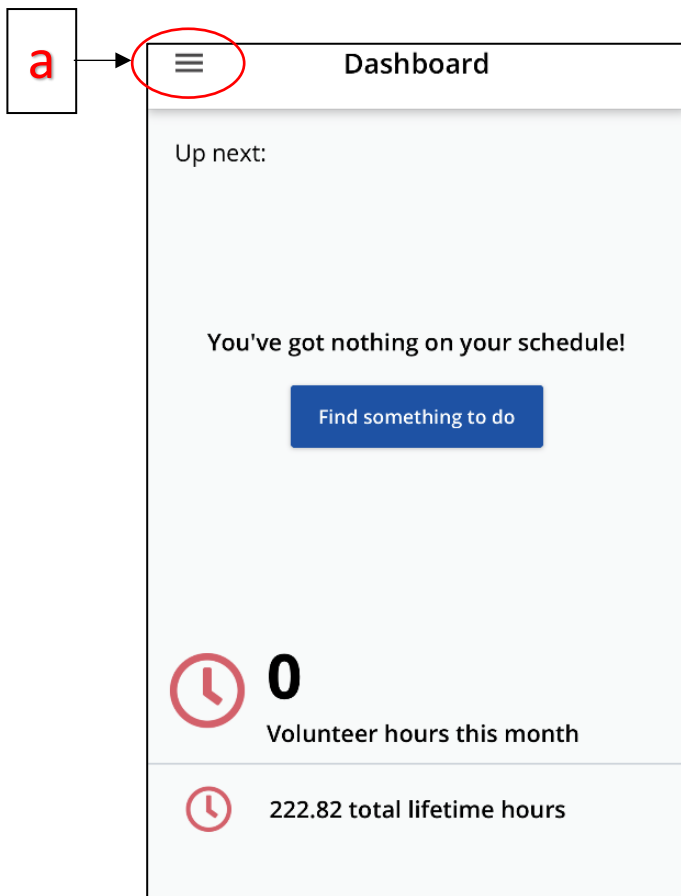 a
Dashboard
Up next:
You've got nothing on your schedule!
Find something to do
0
Volunteer hours this month
222.82 total lifetime hours